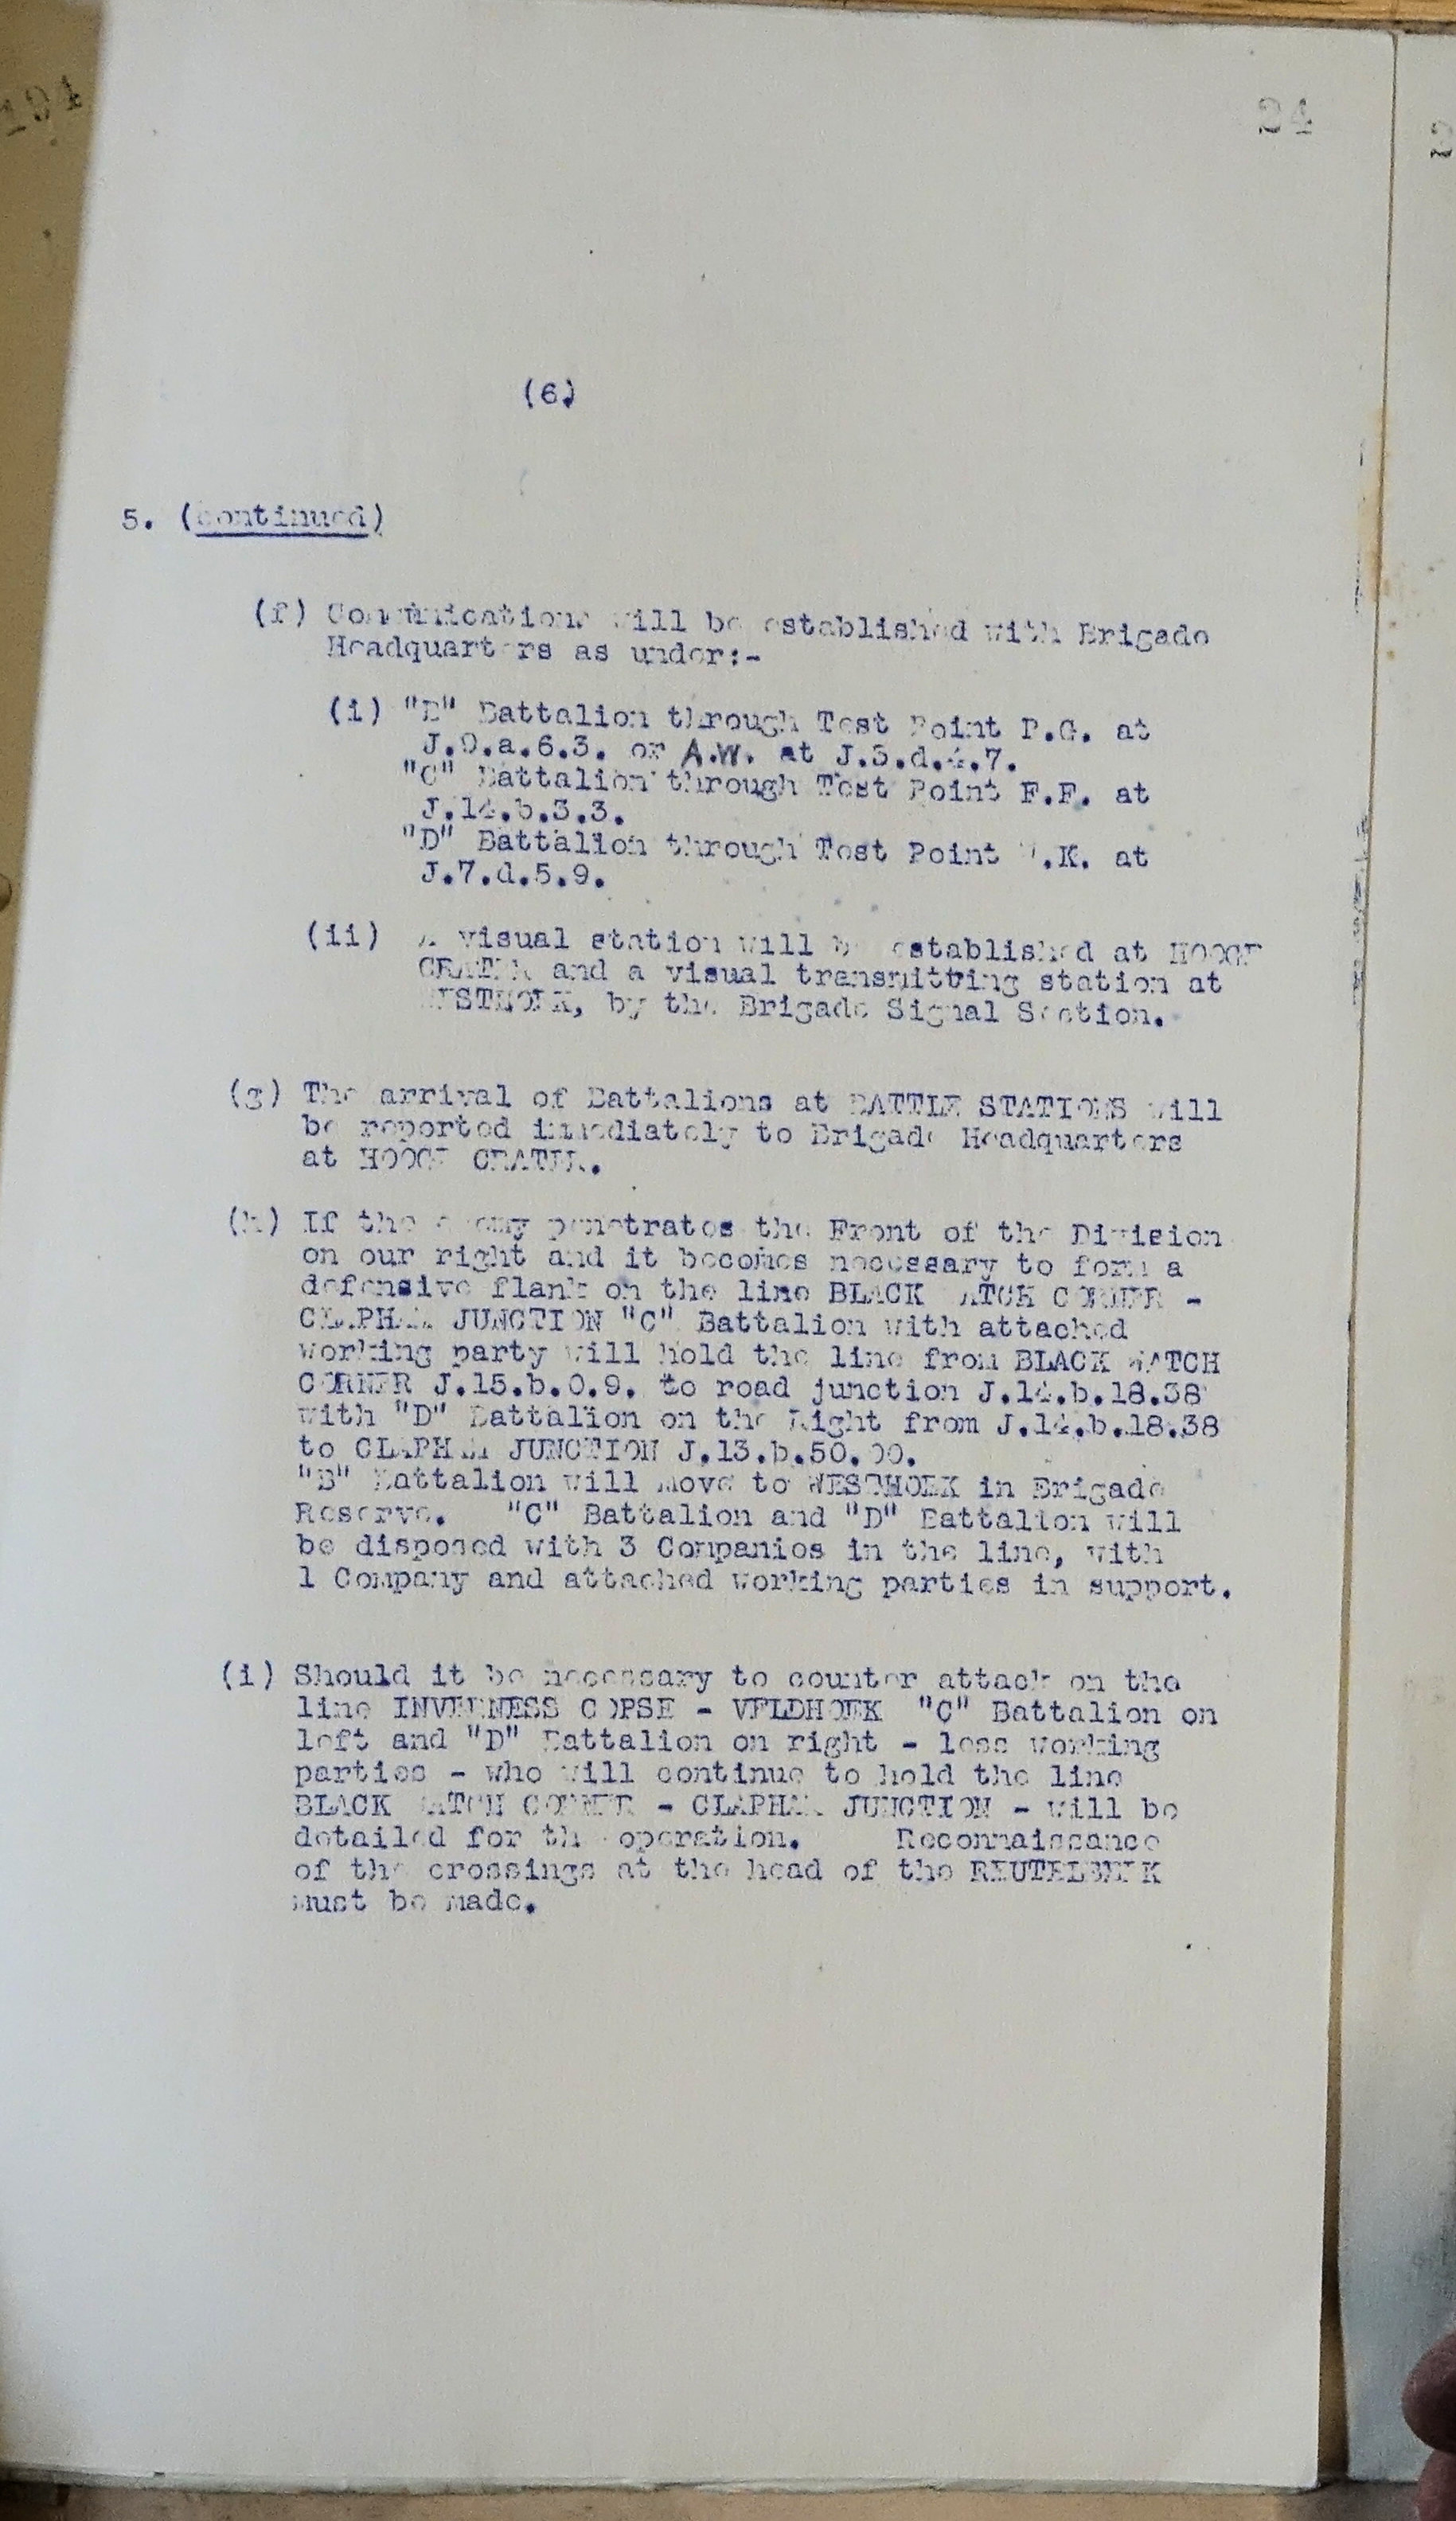 24
(6)
5. (Continued)
(f) Communications will be established with Brigade
Headquarters as under:-
(i) "B" Battalion through Test Point P.G. at
J.9.a.6.3. or A.W. at
"C" Battalion through Test Point F.F. at
J.14.b.3.3.
"D" Battalion through Test Point at
J.7.d.5.9.
(ii) A visual station will be established at HOOGE
CRATER and a visual transmitting station at
WESTHOEK, by the Brigade Signal Section.
(g) The arrival of Battalions at BATTLE STATIONS will
be reported immediately to Brigade Headquarters
at HOOGE CRATER.
(h) If the enemy penetrates the Front of the Division
on our right and it becomes necessary to form a
defensive flank on the line BLACK WATCH CORNER -
CLAPHAM JUNCTION "C" Battalion with attached
working party will hold the line from BLACK WATCH
CORNER J.15.b.0.9. to road junction J.14.b.18.38
with "D" Battalion on the Right from J.14.b.18.38
to CLAPHAM JUNCTION J.13.b.50.00.
"B" Battalion will move to WESTHOEK in Brigade
Reserve. "C" Battalion and "D" Battalion will
be disposed with 3 Companies in the line, with
1 Company and attached working parties in support.
(i) Should it be necessary to counter attack on the
line INVERNESS COPSE - VELDHOEK "C" Battalion on
left and "D" Battalion on right - less working
parties - who will continue to hold the line
BLACK WATCH CORNER - CLAPHAM JUNCTION - will be
detailed for the operation. Reconnaissance
of the crossings at the head of the REUTELBEEK
must be made.